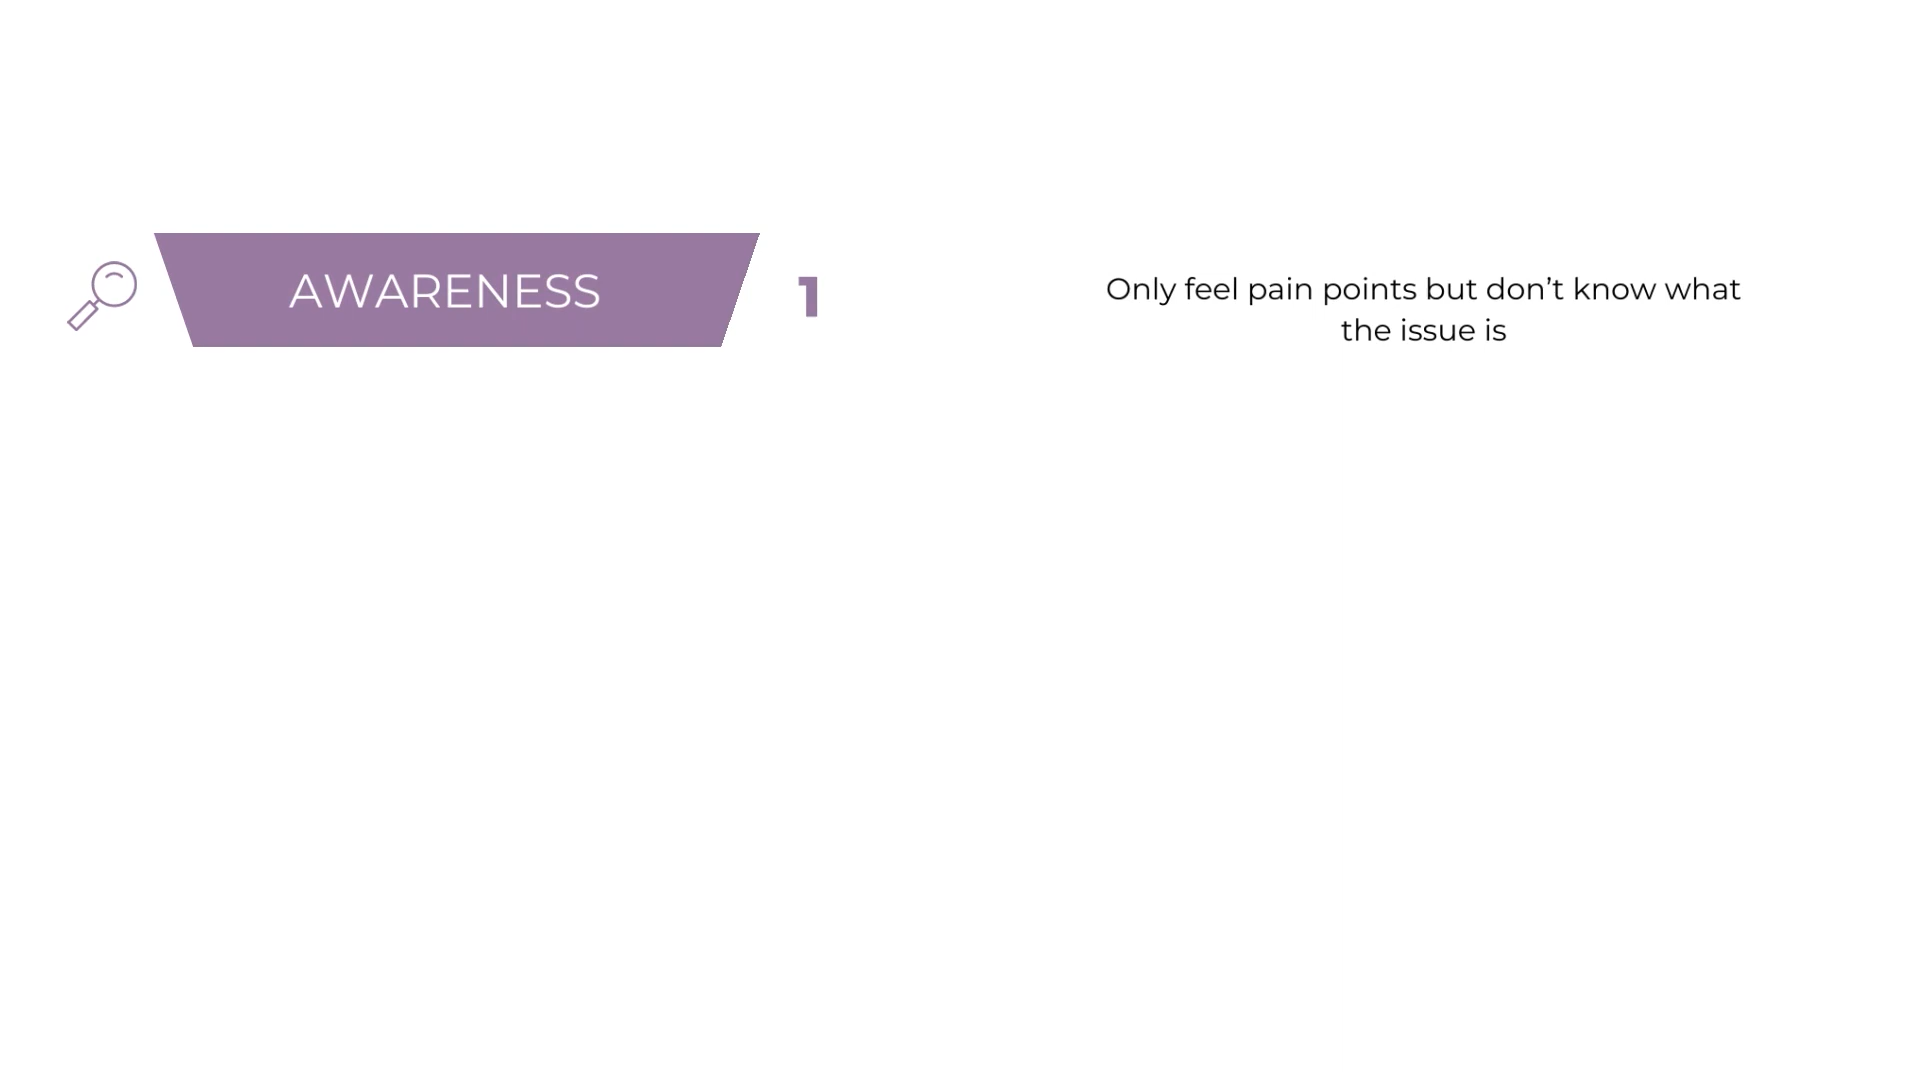 AWARENESS
1
Only feel pain points but don’t know what
the issue is